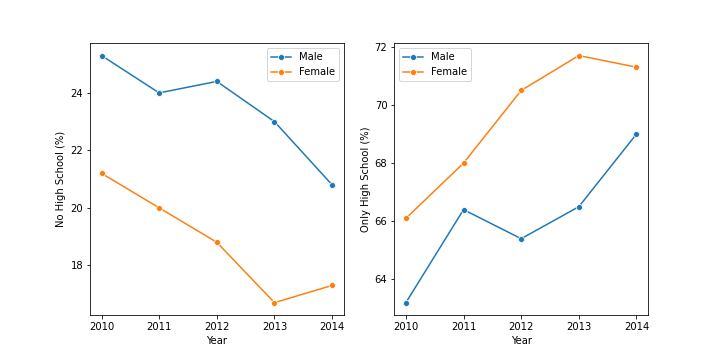 Male
Female
24
22
20
18
No High School (%)
2010 2011 2012 2013 2014
Year
Male
Female
72
70
68
66
64
Only High School (%)
2010 2011 2012 2013 2014
Year